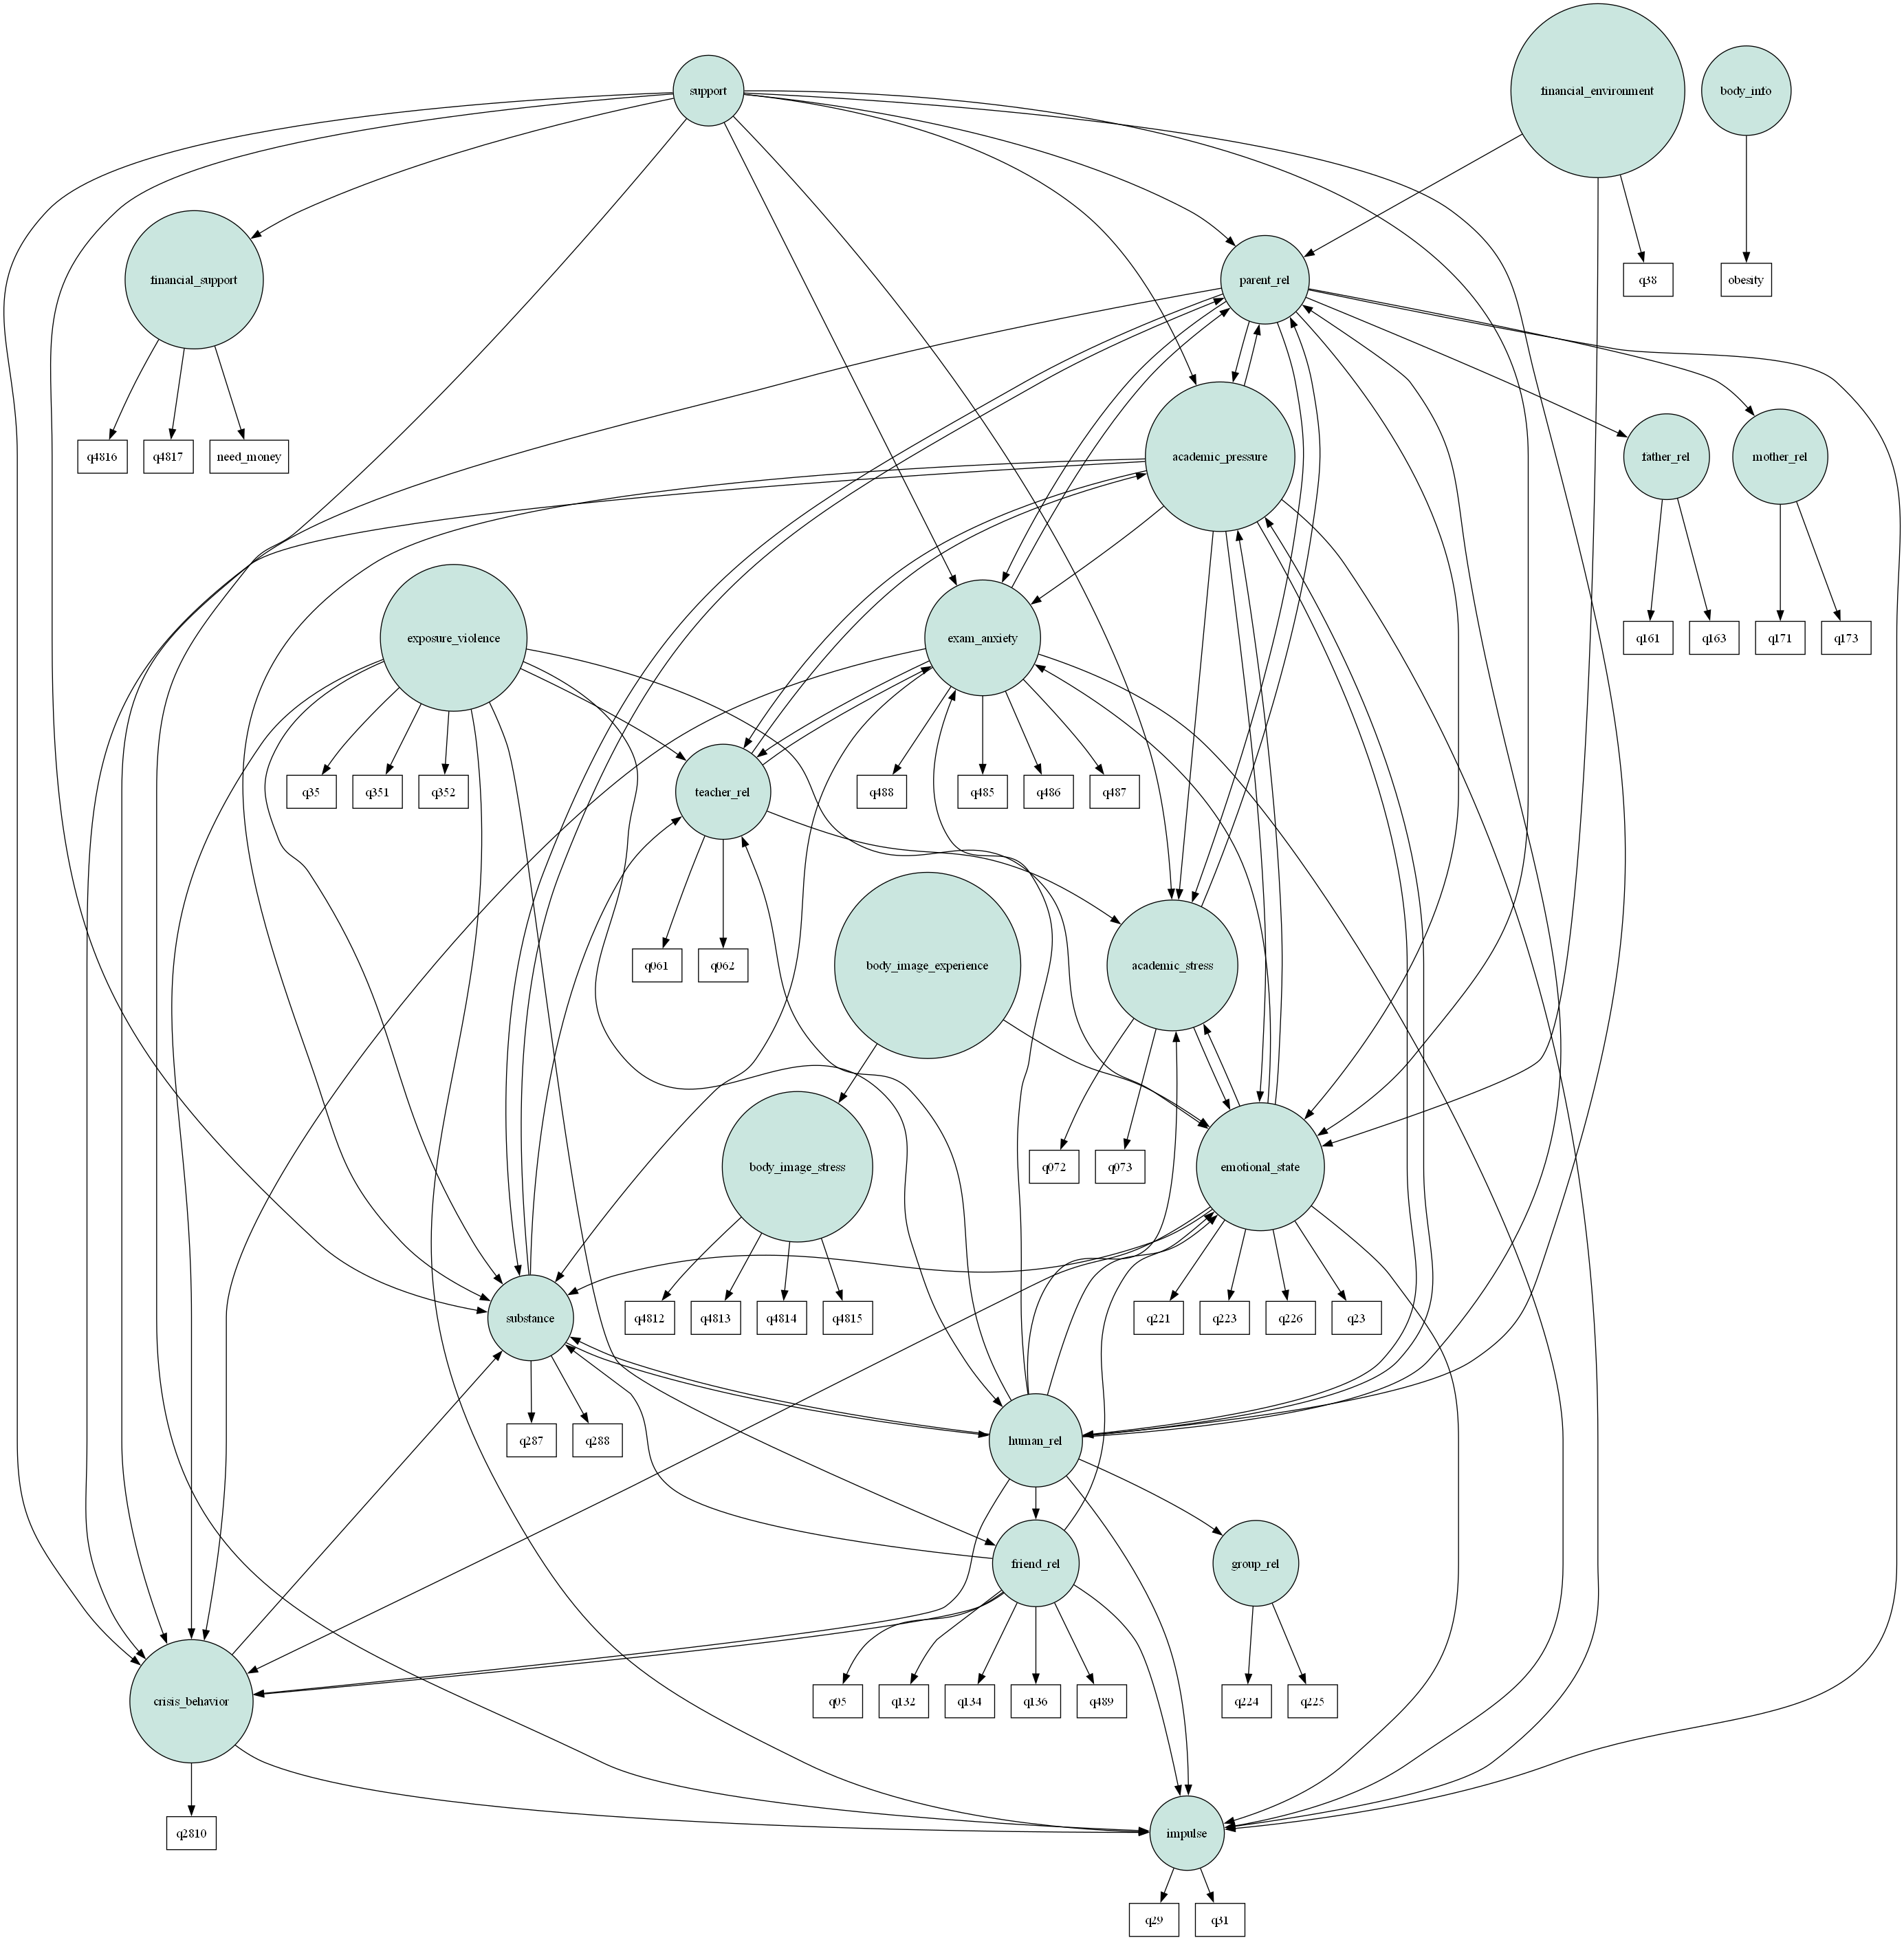 support
financial_environment
body_info
financial_support
parent_rel
q38
obesity
q4816
q4817
need_money
academic_pressure
father_rel
mother_rel
exposure_violence
exam_anxiety
q161
q163
q171
q173
q35
q351
q352
teacher_rel
q488
q485
q486
q487
q061
q062
body_image_experience
academic_stress
body_image_stress
q072
q073
emotional_state
substance
q4812
q4813
q4814
q4815
q221
q223
q226
q23
q287
q288
human_rel
friend_rel
group_rel
crisis_behavior
q05
q132
q134
q136
q489
q224
q225
q2810
impulse
q29
q31